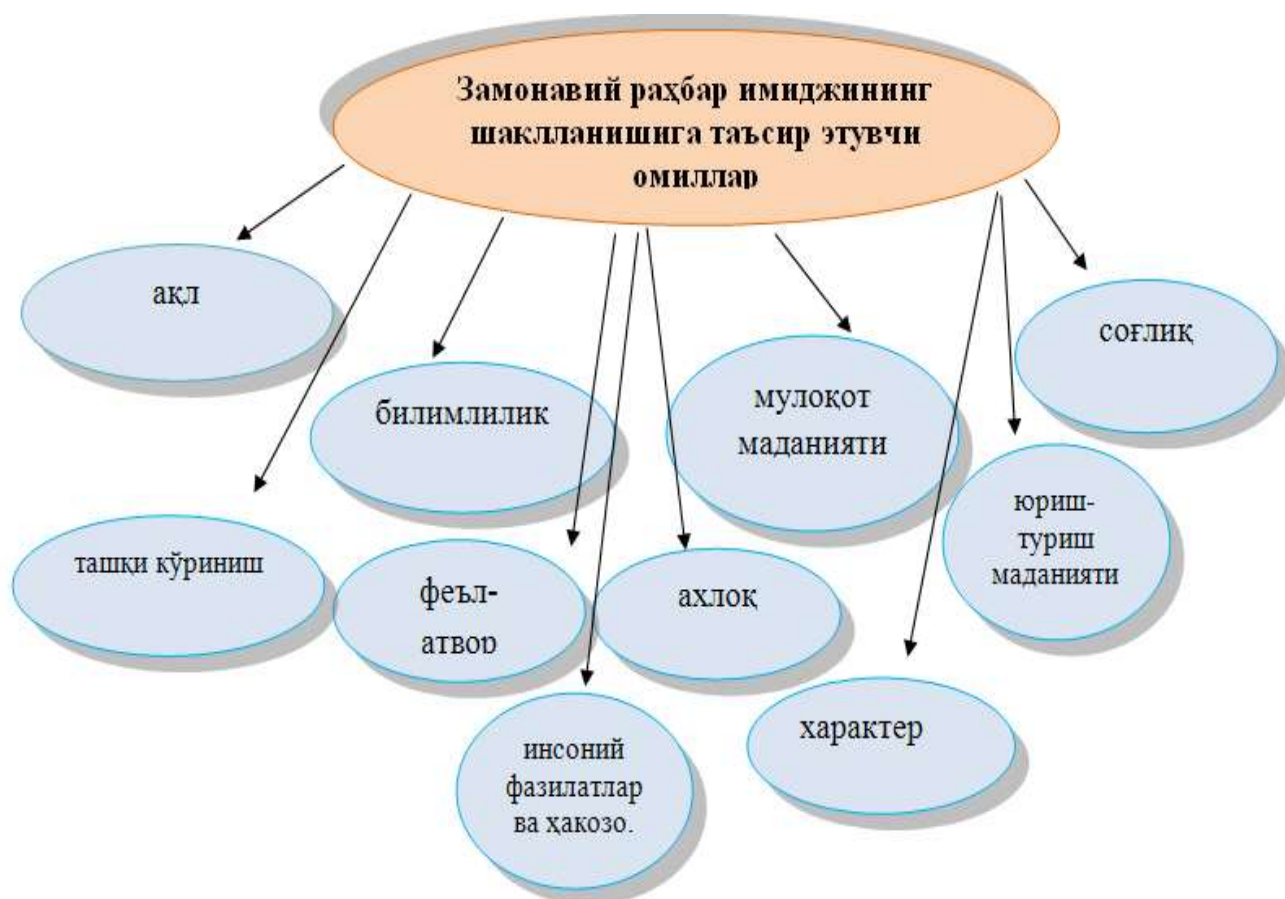 Замонавий раҳбар имиджининг
шаклланишига таъсир этувчи
омиллар
ақл
соғлиқ
билимлилик
мулоқот
маданияти
ташқи кўриниш
феъл-
атвор
ахлоқ
юриш-
туриш
маданияти
инсоний
фазилатлар
ва ҳакозо.
характер